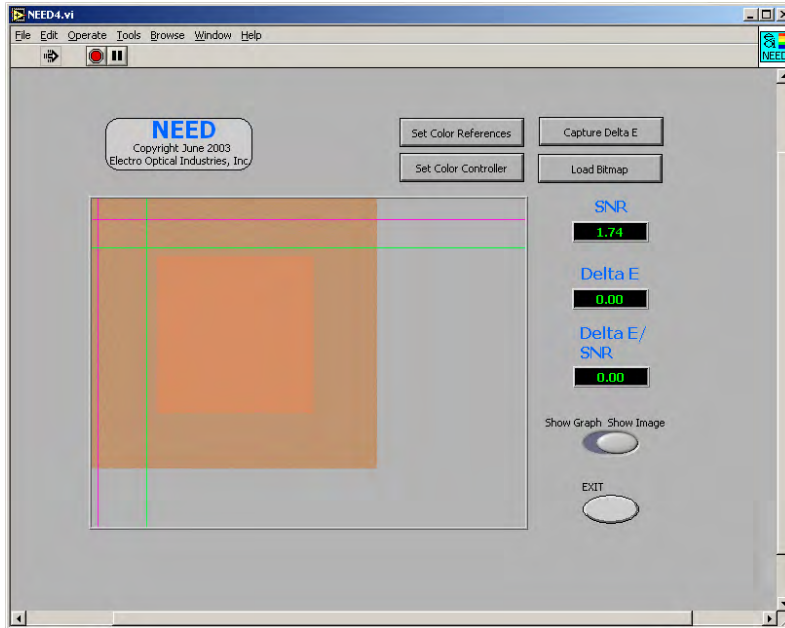 NEED4.vi
File Edit Operate Tools Browse Window Help
NEED
NEED
Copyright June 2003
Electro Optical Industries, Inc.
Set Color References
Capture Delta E
Set Color Controller
Load Bitmap
SNR
1.74
Delta E
0.00
Delta E/
SNR
0.00
Show Graph Show Image
EXIT